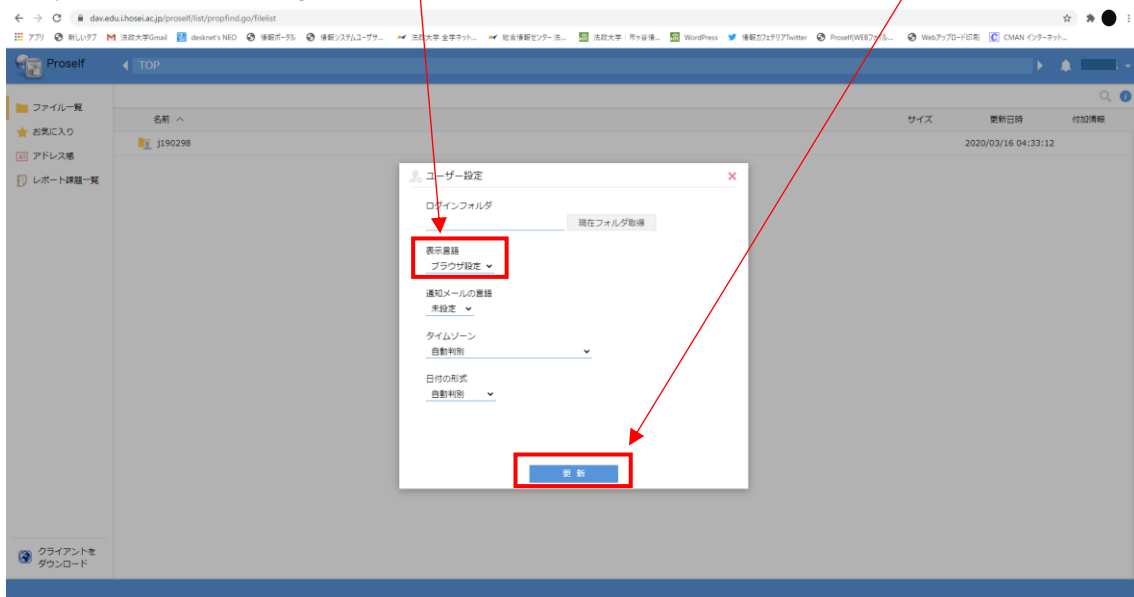 dav.edu.i.hosei.ac.jp/proself/list/propfind.go/filelist
アプリ 新しいタブ 法政大学Gmail desknet's NEO 情報ポータル 情報システムユーザサ... 法政大学 全学ネット... 総合情報センター 法... 法政大学｜市ヶ谷情... WordPress 情報カフェテリアTwitter Proself(WEBファイル... Webアップロード印刷 CMAN インターネット...
Proself TOP
ファイル一覧
お気に入り
アドレス帳
レポート課題一覧
名前 サイズ 更新日時 付加情報
j190298 2020/03/16 04:33:12
ユーザー設定
ログインフォルダ
現在フォルダ取得
表示言語
ブラウザ設定
通知メールの言語
未設定
タイムゾーン
自動判別
日付の形式
自動判別
更 新
クライアントを
ダウンロード